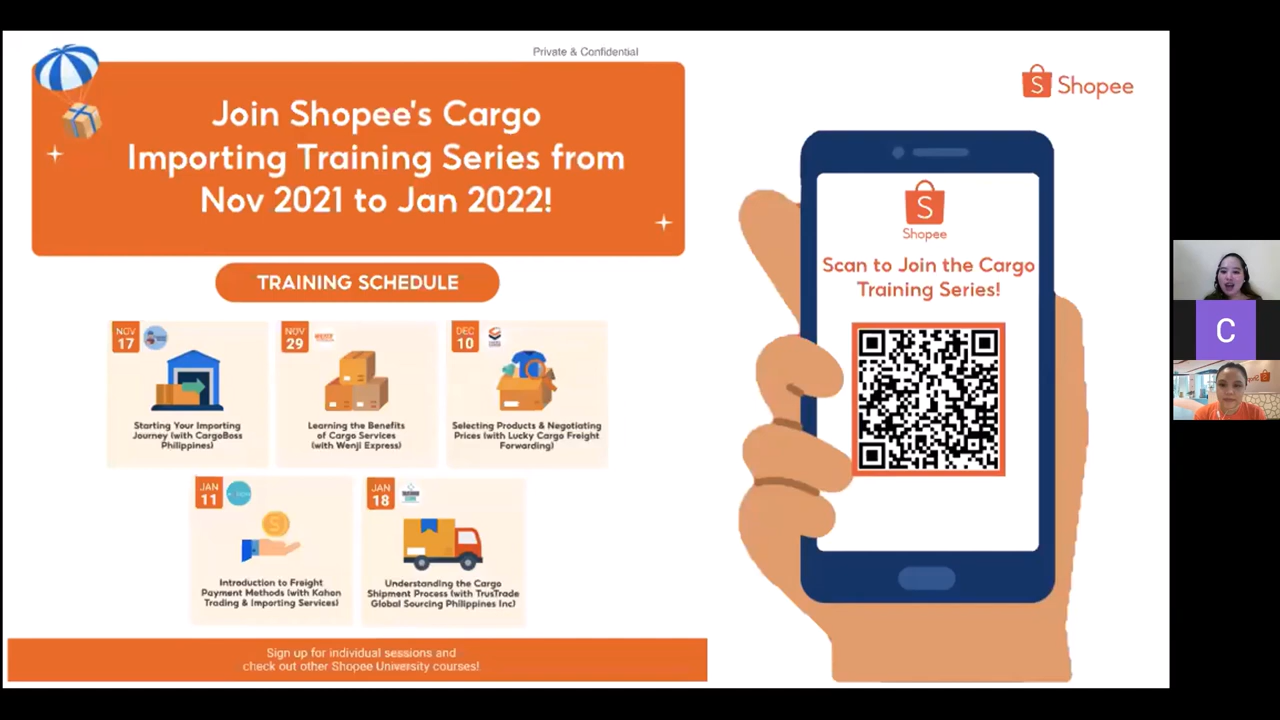 Private & Confidential
Join Shopee's Cargo
Importing Training Series from
Nov 2021 to Jan 2022!
TRAINING SCHEDULE
NOV
17
Starting Your Importing
Journey (with CargoBoss
Philippines)
NOV
29
Learning the Benefits
of Cargo Services
(with Wenji Express)
DEC
10
Selecting Products & Negotiating
Prices (with Lucky Cargo Freight
Forwarding)
JAN
11
Introduction to Freight
Payment Methods (with Kahon
Trading & Importing Services)
JAN
18
Understanding the Cargo
Shipment Process (with TrusTrade
Global Sourcing Philippines Inc)
Sign up for individual sessions and
check out other Shopee University courses!
Shopee
Shopee
Scan to Join the Cargo
Training Series!
C